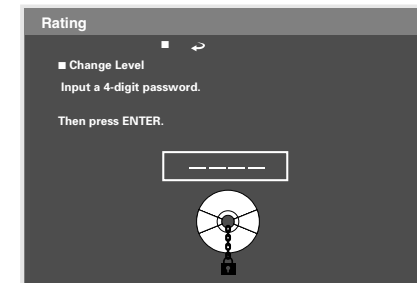 Rating
■ Change Level
Input a 4-digit password.
Then press ENTER.